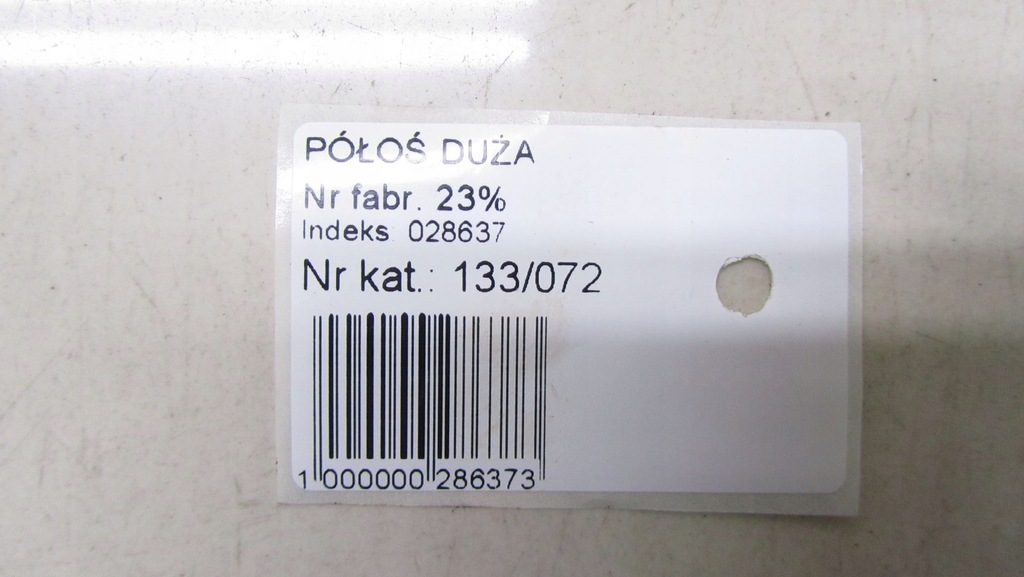 PÓŁOŚ DUŻA
Nr fabr. 23%
Indeks: 028637
Nr kat.: 133/072
1 000000 286373